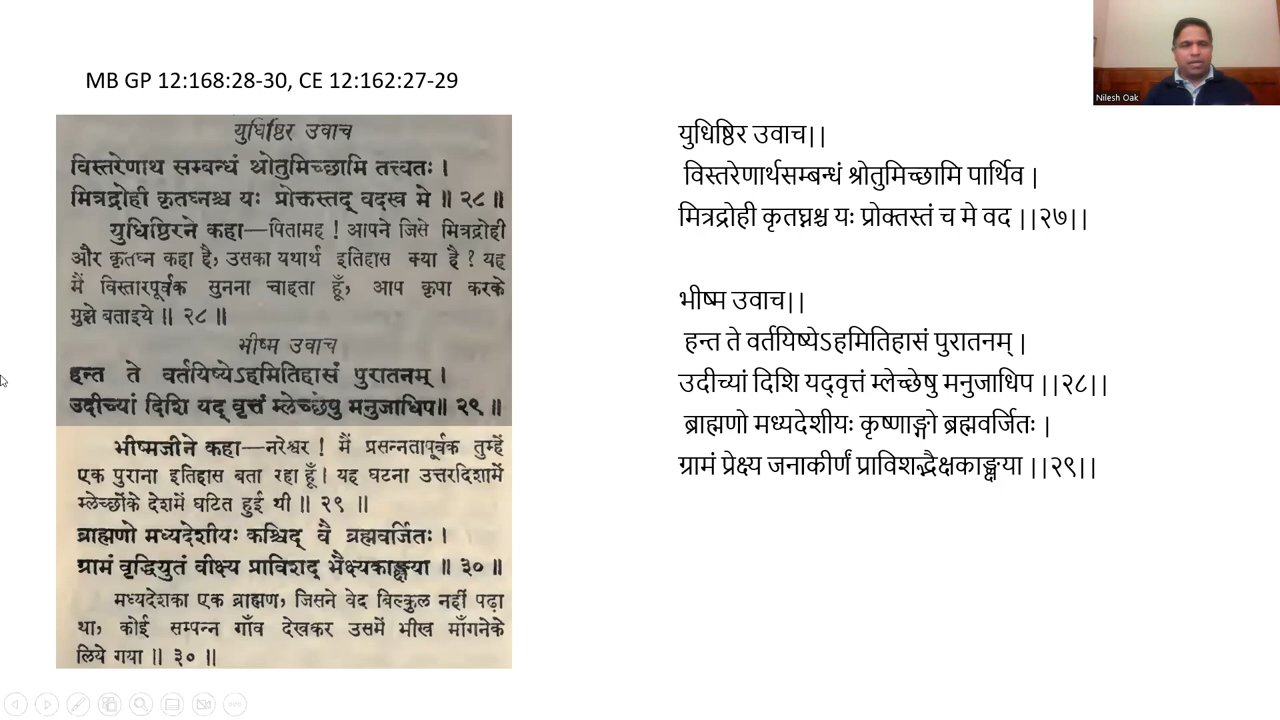 MB GP 12:168:28-30, CE 12:162:27-29
Nilesh Oak
युधिष्ठिर उवाच
विस्तरेणाथ सम्बन्धं श्रोतुमिच्छामि तत्त्वतः ।
मित्रद्रोही कृतघ्नश्च यः प्रोक्तस्तद् वदस्व मे ॥ २८ ॥
युधिष्ठिरने कहा—पितामह ! आपने जिसे मित्रद्रोही
और कृतघ्न कहा है, उसका यथार्थ इतिहास क्या है ? यह
मैं विस्तारपूर्वक सुनना चाहता हूँ, आप कृपा करके
मुझे बताइये ॥ २८ ॥
भीष्म उवाच
हन्त ते वर्तयिष्येऽहमितिहासं पुरातनम् ।
उदीच्यां दिशि यद् वृत्तं म्लेच्छेषु मनुजाधिप॥ २९ ॥
भीष्मजीने कहा—नरेश्वर ! मैं प्रसन्नतापूर्वक तुम्हें
एक पुराना इतिहास बता रहा हूँ । यह घटना उत्तरदिशामें
म्लेच्छोंके देशमें घटित हुई थी ॥ २९ ॥
ब्राह्मणो मध्यदेशीयः कश्चिद् वै ब्रह्मवर्जितः ।
ग्रामं वृद्धियुतं वीक्ष्य प्राविशद् भैक्ष्यकाङ्क्षया ॥ ३० ॥
मध्यदेशका एक ब्राह्मण, जिसने वेद बिल्कुल नहीं पढ़ा
था, कोई सम्पन्न गाँव देखकर उसमें भीख माँगनेके
लिये गया ॥ ३० ॥
युधिष्ठिर उवाच||
विस्तरेणार्थसम्बन्धं श्रोतुमिच्छामि पार्थिव |
मित्रद्रोही कृतघ्नश्च यः प्रोक्तस्तं च मे वद ||२७||
भीष्म उवाच||
हन्त ते वर्तयिष्येऽहमितिहासं पुरातनम् |
उदीच्यां दिशि यद्वृत्तं म्लेच्छेषु मनुजाधिप ||२८||
ब्राह्मणो मध्यदेशीयः कृष्णाङ्गो ब्रह्मवर्जितः |
ग्रामं प्रेक्ष्य जनाकीर्णं प्राविशद्भैक्षकाङ्क्षया ||२९||